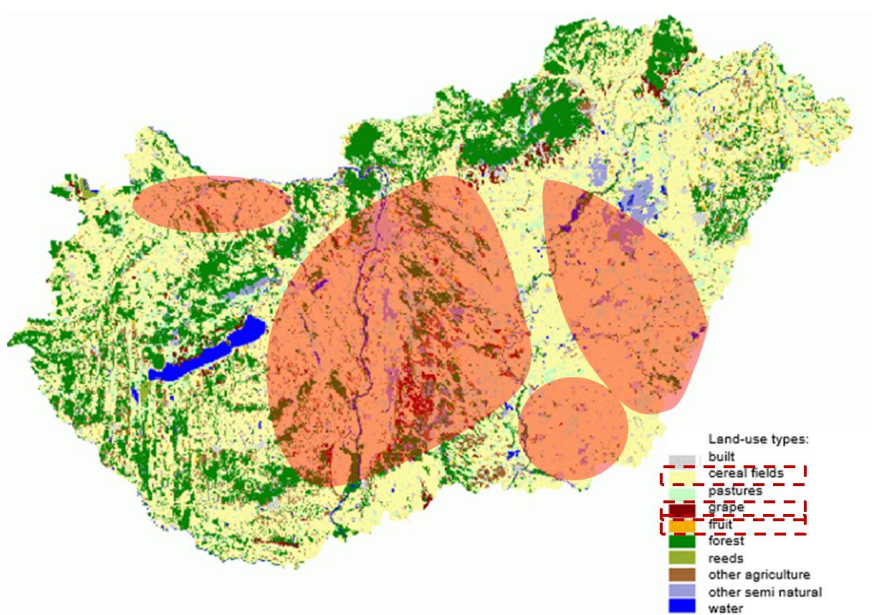 Land-use types:
built
cereal fields
pastures
grape
fruit
forest
reeds
other agriculture
other semi natural
water